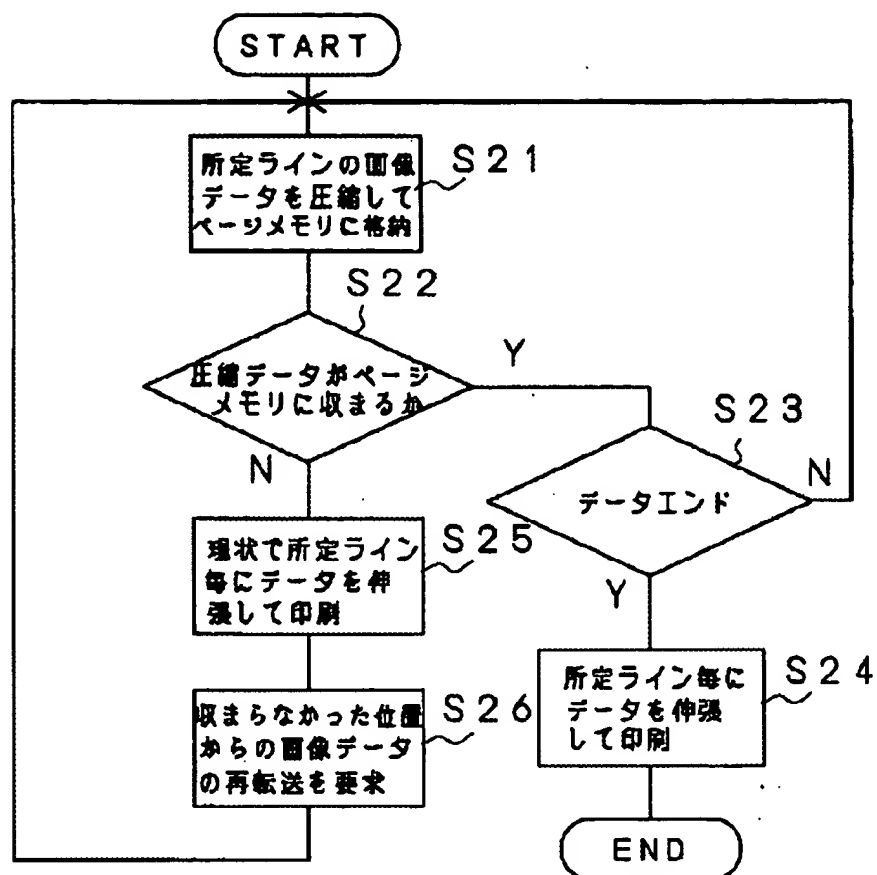 START
所定ラインの画像
データを圧縮して
ページメモリに格納
S21
S22
圧縮データがページ
メモリに収まるか
Y
N
S23
データエンド
N
Y
現状で所定ライン
毎にデータを伸
張して印刷
S25
所定ライン毎に
データを伸張
して印刷
S24
収まらなかった位置
からの画像データ
の再転送を要求
S26
END